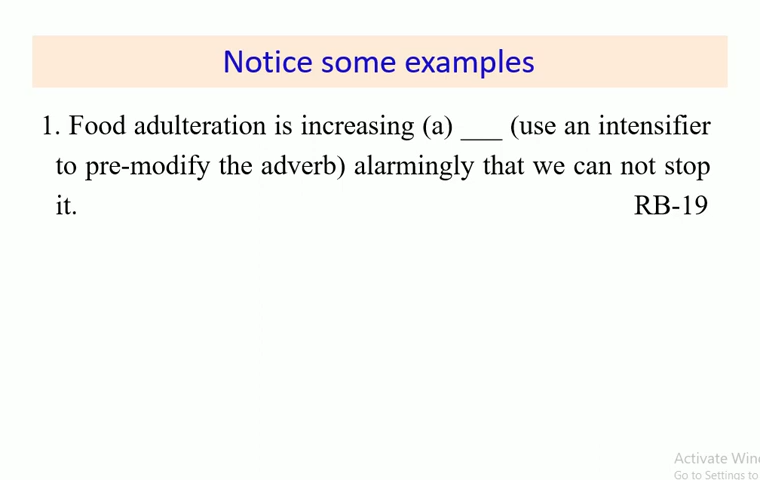 Notice some examples
1. Food adulteration is increasing (a) ___ (use an intensifier
to pre-modify the adverb) alarmingly that we can not stop
it. RB-19
Activate Win
Go to Settings to